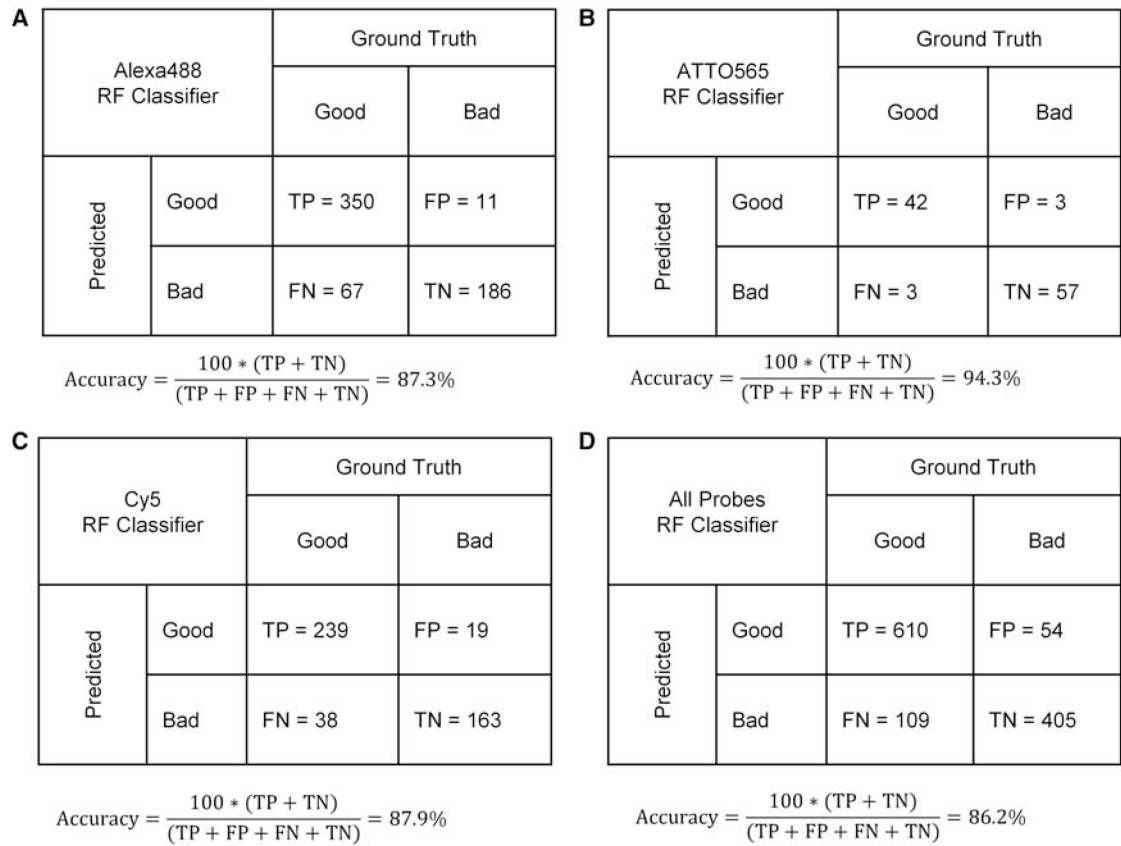 A
Alexa488
RF Classifier
Ground Truth
Good
Bad
Predicted
Good
TP = 350
FP = 11
Bad
FN = 67
TN = 186
Accuracy = 100 * (TP + TN) / (TP + FP + FN + TN) = 87.3%
B
ATTO565
RF Classifier
Ground Truth
Good
Bad
Predicted
Good
TP = 42
FP = 3
Bad
FN = 3
TN = 57
Accuracy = 100 * (TP + TN) / (TP + FP + FN + TN) = 94.3%
C
Cy5
RF Classifier
Ground Truth
Good
Bad
Predicted
Good
TP = 239
FP = 19
Bad
FN = 38
TN = 163
Accuracy = 100 * (TP + TN) / (TP + FP + FN + TN) = 87.9%
D
All Probes
RF Classifier
Ground Truth
Good
Bad
Predicted
Good
TP = 610
FP = 54
Bad
FN = 109
TN = 405
Accuracy = 100 * (TP + TN) / (TP + FP + FN + TN) = 86.2%